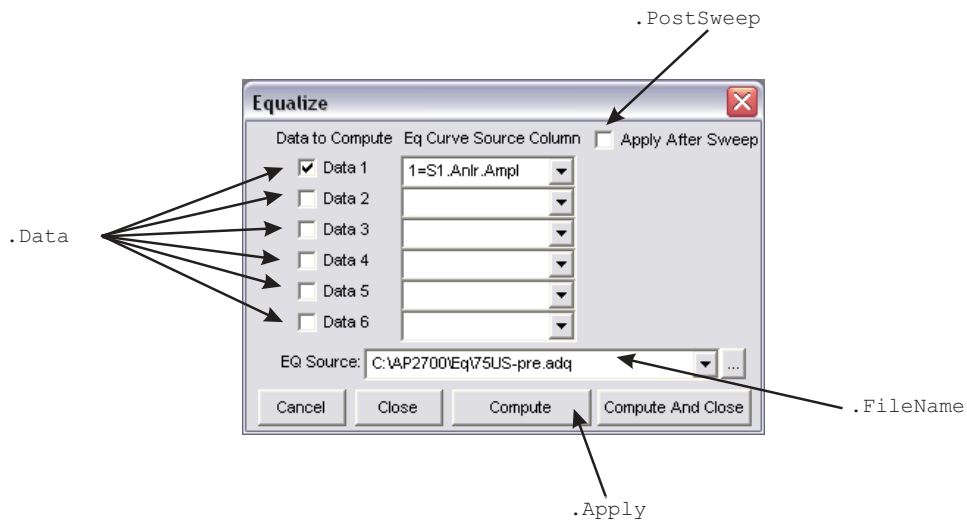 .PostSweep
Equalize
Data to Compute Eq Curve Source Column Apply After Sweep
Data 1 1=S1.Anlr.Ampl
Data 2
Data 3
.Data
Data 4
Data 5
Data 6
EQ Source: C:\AP2700\Eq\75US-pre.adq ...
Cancel Close Compute Compute And Close
.FileName
.Apply